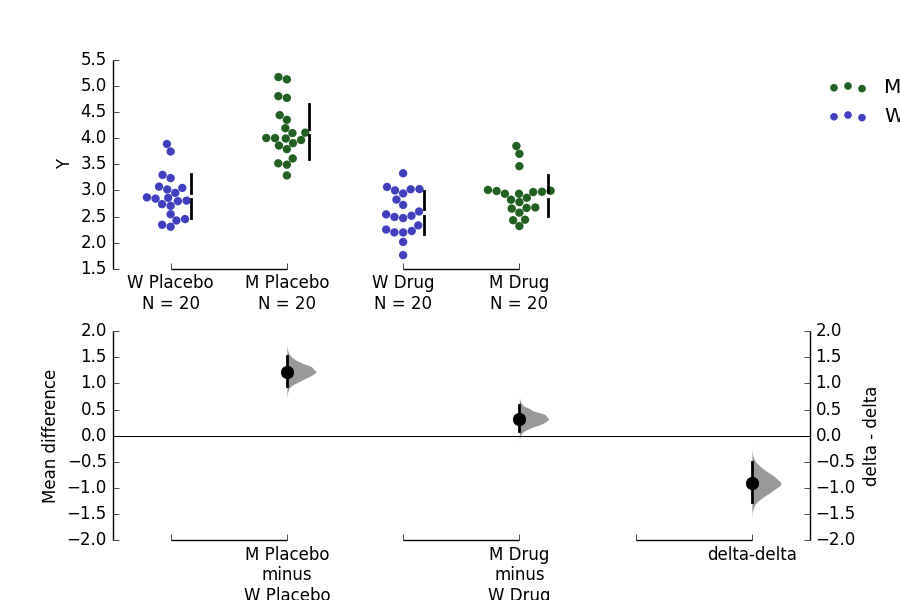 5.5
5.0
4.5
4.0
3.5
3.0
2.5
2.0
1.5
Y
M
W
W Placebo
N = 20
M Placebo
N = 20
W Drug
N = 20
M Drug
N = 20
2.0
1.5
1.0
0.5
0.0
−0.5
−1.0
−1.5
−2.0
Mean difference
2.0
1.5
1.0
0.5
0.0
−0.5
−1.0
−1.5
−2.0
delta - delta
M Placebo
minus
W Placebo
M Drug
minus
W Drug
delta-delta